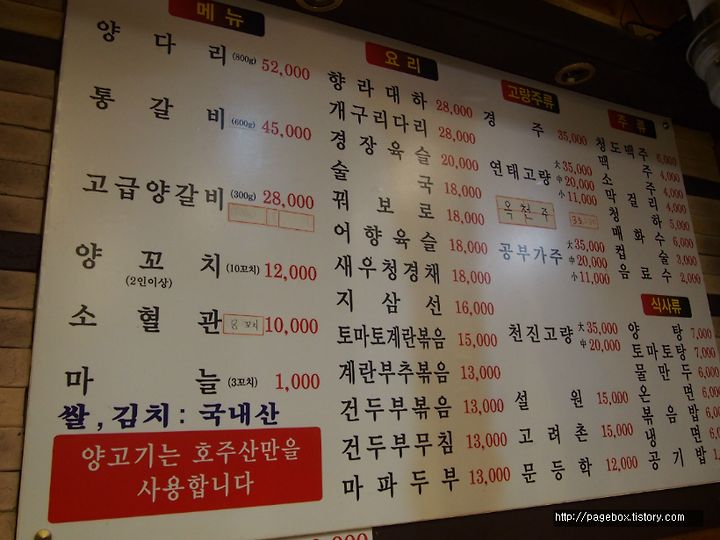 메뉴
양다리 (800g) 52,000
통갈비 (600g) 45,000
고급양갈비 (300g) 28,000
양꼬치 (10꼬치) 12,000
(2인이상)
소혈관 10,000
마늘 (3꼬치) 1,000
쌀, 김치 : 국내산
양고기는 호주산만을
사용합니다
요리
향라대하 28,000
개구리다리 28,000
경장육슬 20,000
술국 18,000
꿔보로 18,000
어향육슬 18,000
새우청경채 18,000
지삼선 16,000
토마토계란볶음 15,000
계란부추볶음 13,000
건두부볶음 13,000
건두부무침 13,000
마파두부 13,000
고량주류
경주 35,000
연태고량 大35,000
中20,000
小11,000
옥천주
공부가주 大35,000
中20,000
小11,000
천진고량 大35,000
中20,000
설원 15,000
고려촌 15,000
문등학 12,000
주류
청도맥주 6,000
맥주 4,000
소주 4,000
막걸리 4,000
청하 5,000
매화수 6,000
컵술 3,000
음료수 2,000
식사류
양탕 7,000
토마토탕 7,000
물만두 6,000
온면 6,000
볶음밥 6,000
냉면
공기밥
http://pagebox.tistory.com